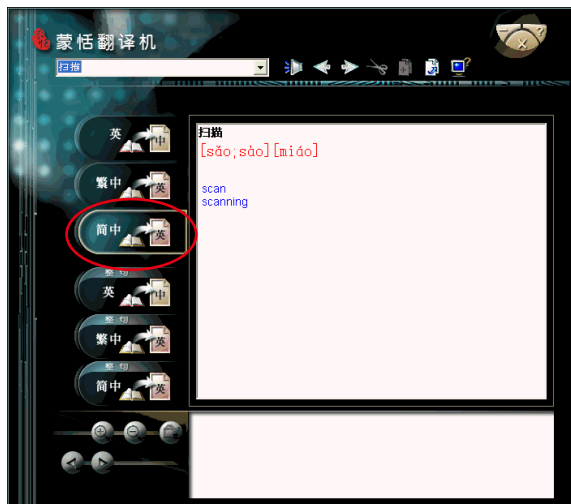 蒙恬翻译机
扫描
英 中
繁中 英
简中 英
整句
英 中
整句
繁中 英
整句
简中 英
扫描
[sǎo;sào][miáo]
scan
scanning